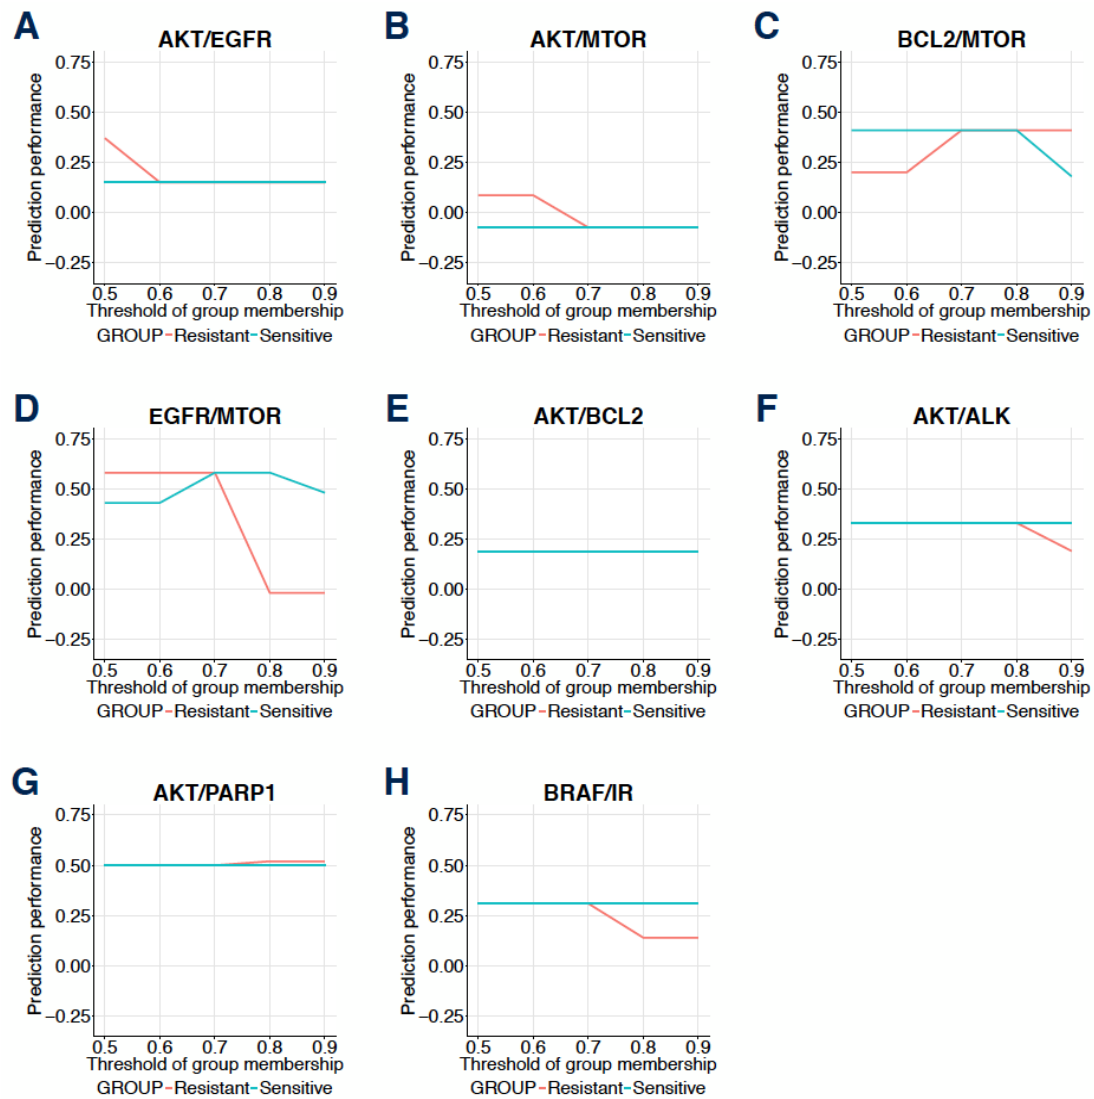 A
AKT/EGFR
Prediction performance
0.75
0.50
0.25
0.00
−0.25
0.5 0.6 0.7 0.8 0.9
Threshold of group membership
GROUP Resistant Sensitive
B
AKT/MTOR
Prediction performance
0.75
0.50
0.25
0.00
−0.25
0.5 0.6 0.7 0.8 0.9
Threshold of group membership
GROUP Resistant Sensitive
C
BCL2/MTOR
Prediction performance
0.75
0.50
0.25
0.00
−0.25
0.5 0.6 0.7 0.8 0.9
Threshold of group membership
GROUP Resistant Sensitive
D
EGFR/MTOR
Prediction performance
0.75
0.50
0.25
0.00
−0.25
0.5 0.6 0.7 0.8 0.9
Threshold of group membership
GROUP Resistant Sensitive
E
AKT/BCL2
Prediction performance
0.75
0.50
0.25
0.00
−0.25
0.5 0.6 0.7 0.8 0.9
Threshold of group membership
GROUP Resistant Sensitive
F
AKT/ALK
Prediction performance
0.75
0.50
0.25
0.00
−0.25
0.5 0.6 0.7 0.8 0.9
Threshold of group membership
GROUP Resistant Sensitive
G
AKT/PARP1
Prediction performance
0.75
0.50
0.25
0.00
−0.25
0.5 0.6 0.7 0.8 0.9
Threshold of group membership
GROUP Resistant Sensitive
H
BRAF/IR
Prediction performance
0.75
0.50
0.25
0.00
−0.25
0.5 0.6 0.7 0.8 0.9
Threshold of group membership
GROUP Resistant Sensitive